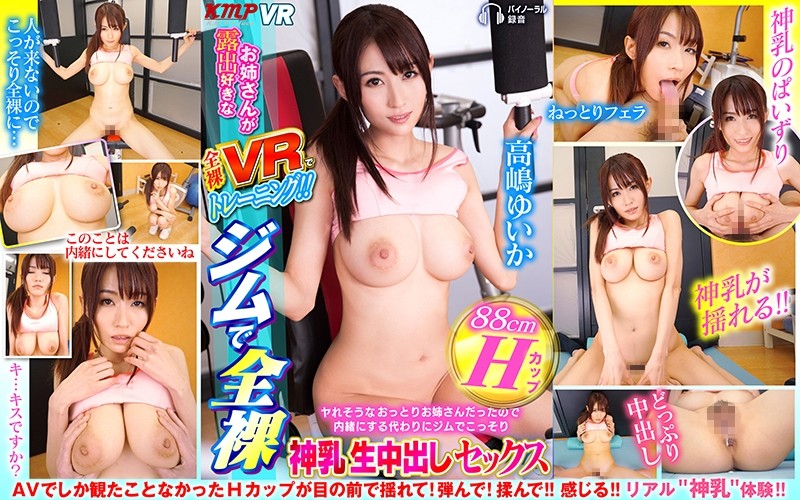 KMP VR
バイノーラル
録音
人が来ないので
こっそり全裸に…
このことは
内緒にしてくださいね
キ…キスですか?
露出好きな
お姉さんが
全裸VRで
トレーニング!!
ジムで全裸
高嶋ゆいか
88cm
Hカップ
ヤれそうなおっとりお姉さんだったので
内緒にする代わりにジムでこっそり
神乳生中出しセックス
ねっとりフェラ
神乳のぱいずり
神乳が
揺れる!!
どっぷり
中出し
AVでしか観たことなかったHカップが目の前で揺れて!弾んで!揉んで!!感じる!!リアル"神乳"体験!!